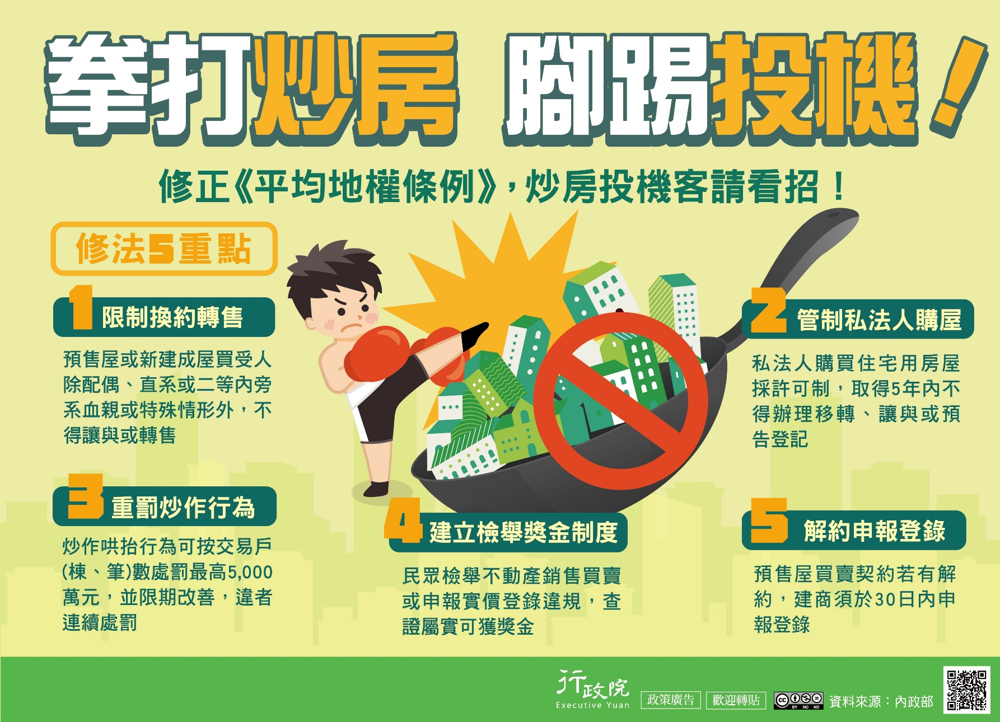 拳打炒房 腳踢投機！
修正《平均地權條例》，炒房投機客請看招！
修法5重點
1 限制換約轉售
預售屋或新建成屋買受人
除配偶、直系或二等內旁
系血親或特殊情形外，不
得讓與或轉售
2 管制私法人購屋
私法人購買住宅用房屋
採許可制，取得5年內不
得辦理移轉、讓與或預
告登記
3 重罰炒作行為
炒作哄抬行為可按交易戶
(棟、筆)數處罰最高5,000
萬元，並限期改善，違者
連續處罰
4 建立檢舉獎金制度
民眾檢舉不動產銷售買賣
或申報實價登錄違規，查
證屬實可獲獎金
5 解約申報登錄
預售屋買賣契約若有解
約，建商須於30日內申
報登錄
行政院
Executive Yuan
政策廣告
歡迎轉貼
cc BY NC ND
資料來源：內政部